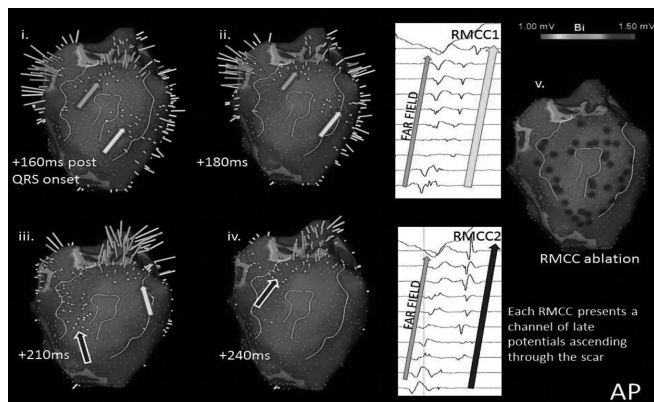 i.
+160ms post
QRS onset
ii.
+180ms
RMCC1
FAR FIELD
1.00 mV Bi 1.50 mV
v.
RMCC ablation
iii.
+210ms
iv.
+240ms
RMCC2
FAR FIELD
Each RMCC presents a
channel of late
potentials ascending
through the scar
AP